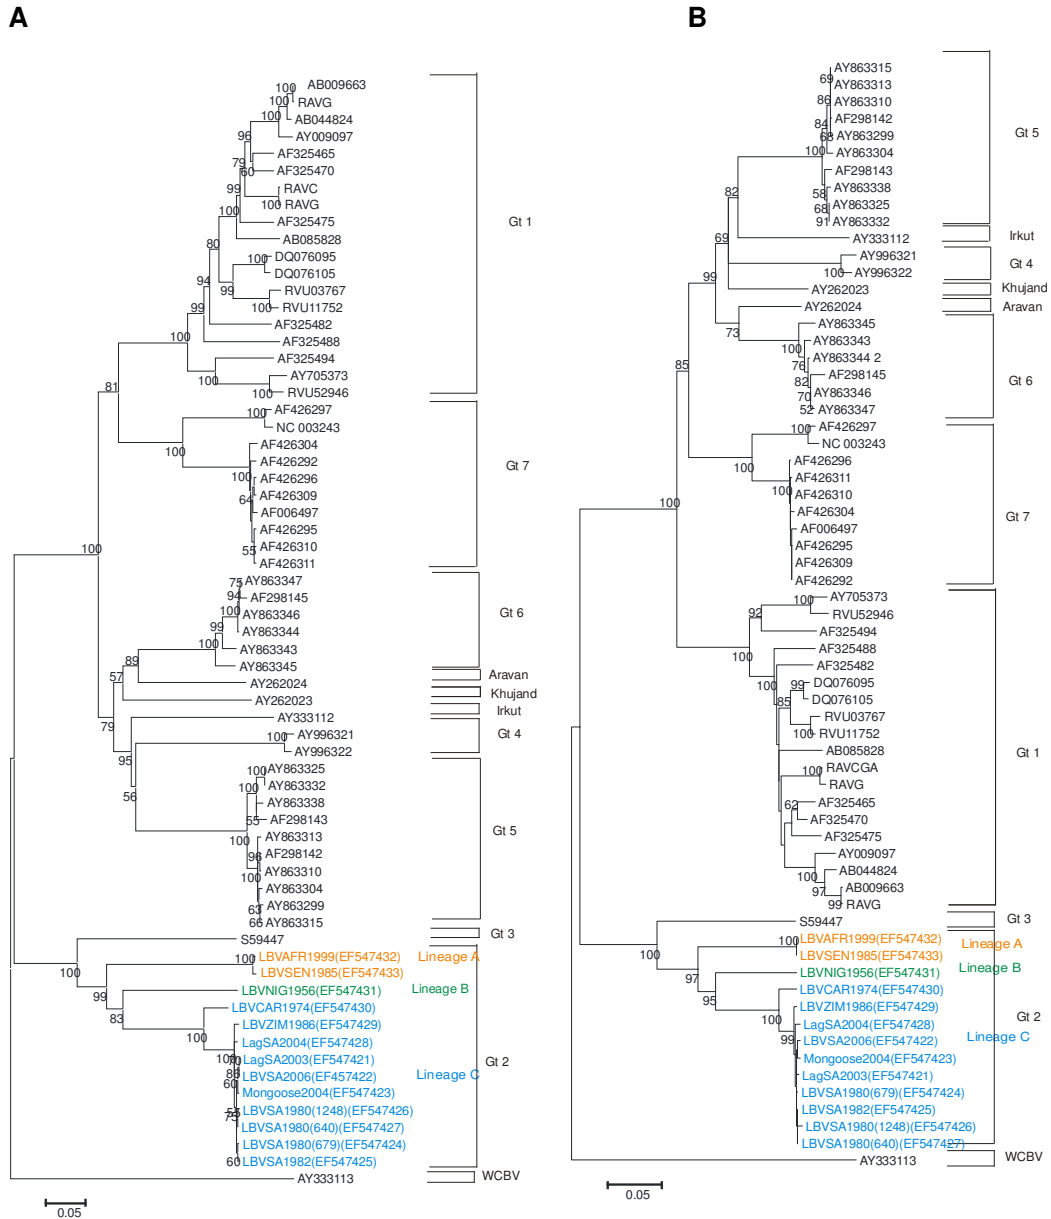 A
100
AB009663
100
RAVG
100
AB044824
AY009097
96
AF325465
79
60
AF325470
99
RAVC
100
RAVG
100
AF325475
AB085828
80
100
DQ076095
DQ076105
94
99
RVU03767
100
RVU11752
99
AF325482
AF325488
100
AF325494
100
AY705373
100
RVU52946
Gt 1
81
100
AF426297
NC 003243
100
AF426304
AF426292
100
AF426296
64
AF426309
AF006497
AF426295
55
AF426310
AF426311
Gt 7
100
75
AY863347
94
AF298145
100
AY863346
99
AY863344
100
AY863343
AY863345
Gt 6
89
57
AY262024
Aravan
AY262023
Khujand
79
AY333112
Irkut
95
100
AY996321
AY996322
Gt 4
56
100
AY863325
100
AY863332
AY863338
55
AF298143
100
AY863313
96
AF298142
100
AY863310
AY863304
63
AY863299
66
AY863315
Gt 5
S59447
Gt 3
100
100
LBVAFR1999(EF547432)
LBVSEN1985(EF547433)
Lineage A
99
LBVNIG1956(EF547431)
Lineage B
83
LBVCAR1974(EF547430)
100
LBVZIM1986(EF547429)
LagSA2004(EF547428)
100
LagSA2003(EF547421)
LBVSA2006(EF457422)
60
Mongoose2004(EF547423)
LBVSA1980(1248)(EF547426)
LBVSA1980(640)(EF547427)
LBVSA1980(679)(EF547424)
60
LBVSA1982(EF547425)
Lineage C
Gt 2
AY333113
WCBV
0.05
B
AY863315
69
AY863313
86
AY863310
84
AF298142
68
AY863299
100
AY863304
AF298143
58
AY863338
68
AY863325
91
AY863332
Gt 5
82
AY333112
Irkut
69
AY996321
100
AY996322
Gt 4
99
AY262023
Khujand
AY262024
Aravan
73
AY863345
100
AY863343
76
AY863344 2
82
AF298145
70
AY863346
52
AY863347
Gt 6
85
100
AF426297
NC 003243
100
AF426296
AF426311
100
AF426310
AF426304
AF006497
AF426295
AF426309
AF426292
Gt 7
100
100
AY705373
92
RVU52946
AF325494
100
AF325488
AF325482
100
99
DQ076095
DQ076105
85
RVU03767
100
RVU11752
AB085828
100
RAVCGA
RAVG
62
AF325465
AF325470
AF325475
AY009097
100
AB044824
97
AB009663
99
RAVG
Gt 1
S59447
Gt 3
100
100
LBVAFR1999(EF547432)
LBVSEN1985(EF547433)
Lineage A
97
LBVNIG1956(EF547431)
Lineage B
95
LBVCAR1974(EF547430)
100
LBVZIM1986(EF547429)
LagSA2004(EF547428)
99
LBVSA2006(EF547422)
Mongoose2004(EF547423)
LagSA2003(EF547421)
LBVSA1980(679)(EF547424)
LBVSA1982(EF547425)
LBVSA1980(1248)(EF547426)
LBVSA1980(640)(EF547427)
Lineage C
Gt 2
AY333113
WCBV
0.05